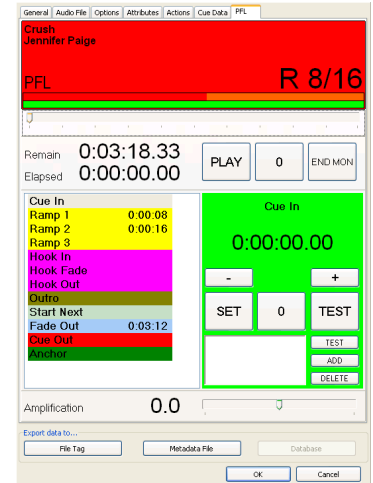 General Audio File Options Attributes Actions Cue Data PFL
Crush
Jennifer Paige
PFL R 8/16
Remain 0:03:18.33
Elapsed 0:00:00.00
PLAY 0 END MON
Cue In
Ramp 1 0:00:08
Ramp 2 0:00:16
Ramp 3
Hook In
Hook Fade
Hook Out
Outro
Start Next
Fade Out 0:03:12
Cue Out
Anchor
Cue In
0:00:00.00
- +
SET 0 TEST
TEST
ADD
DELETE
Amplification 0.0
Export data to...
File Tag Metadata File Database
OK Cancel